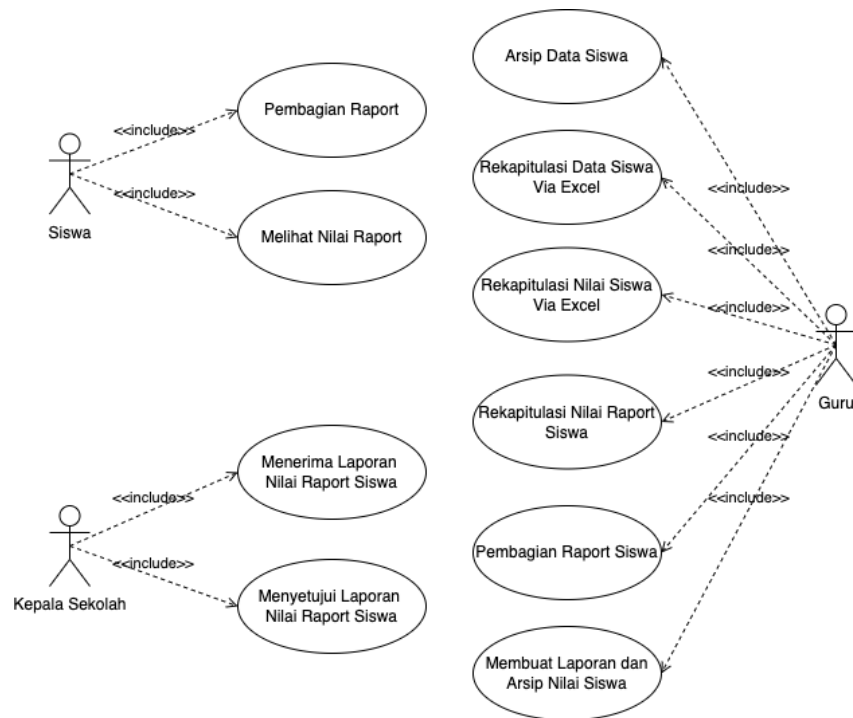 Pembagian Raport
<<include>>
<<include>>
Siswa
Melihat Nilai Raport
Menerima Laporan
Nilai Raport Siswa
<<include>>
<<include>>
Kepala Sekolah
Menyetujui Laporan
Nilai Raport Siswa
Arsip Data Siswa
<<include>>
Rekapitulasi Data Siswa
Via Excel
<<include>>
Rekapitulasi Nilai Siswa
Via Excel
<<include>>
Guru
Rekapitulasi Nilai Raport
Siswa
<<include>>
<<include>>
Pembagian Raport Siswa
<<include>>
Membuat Laporan dan
Arsip Nilai Siswa